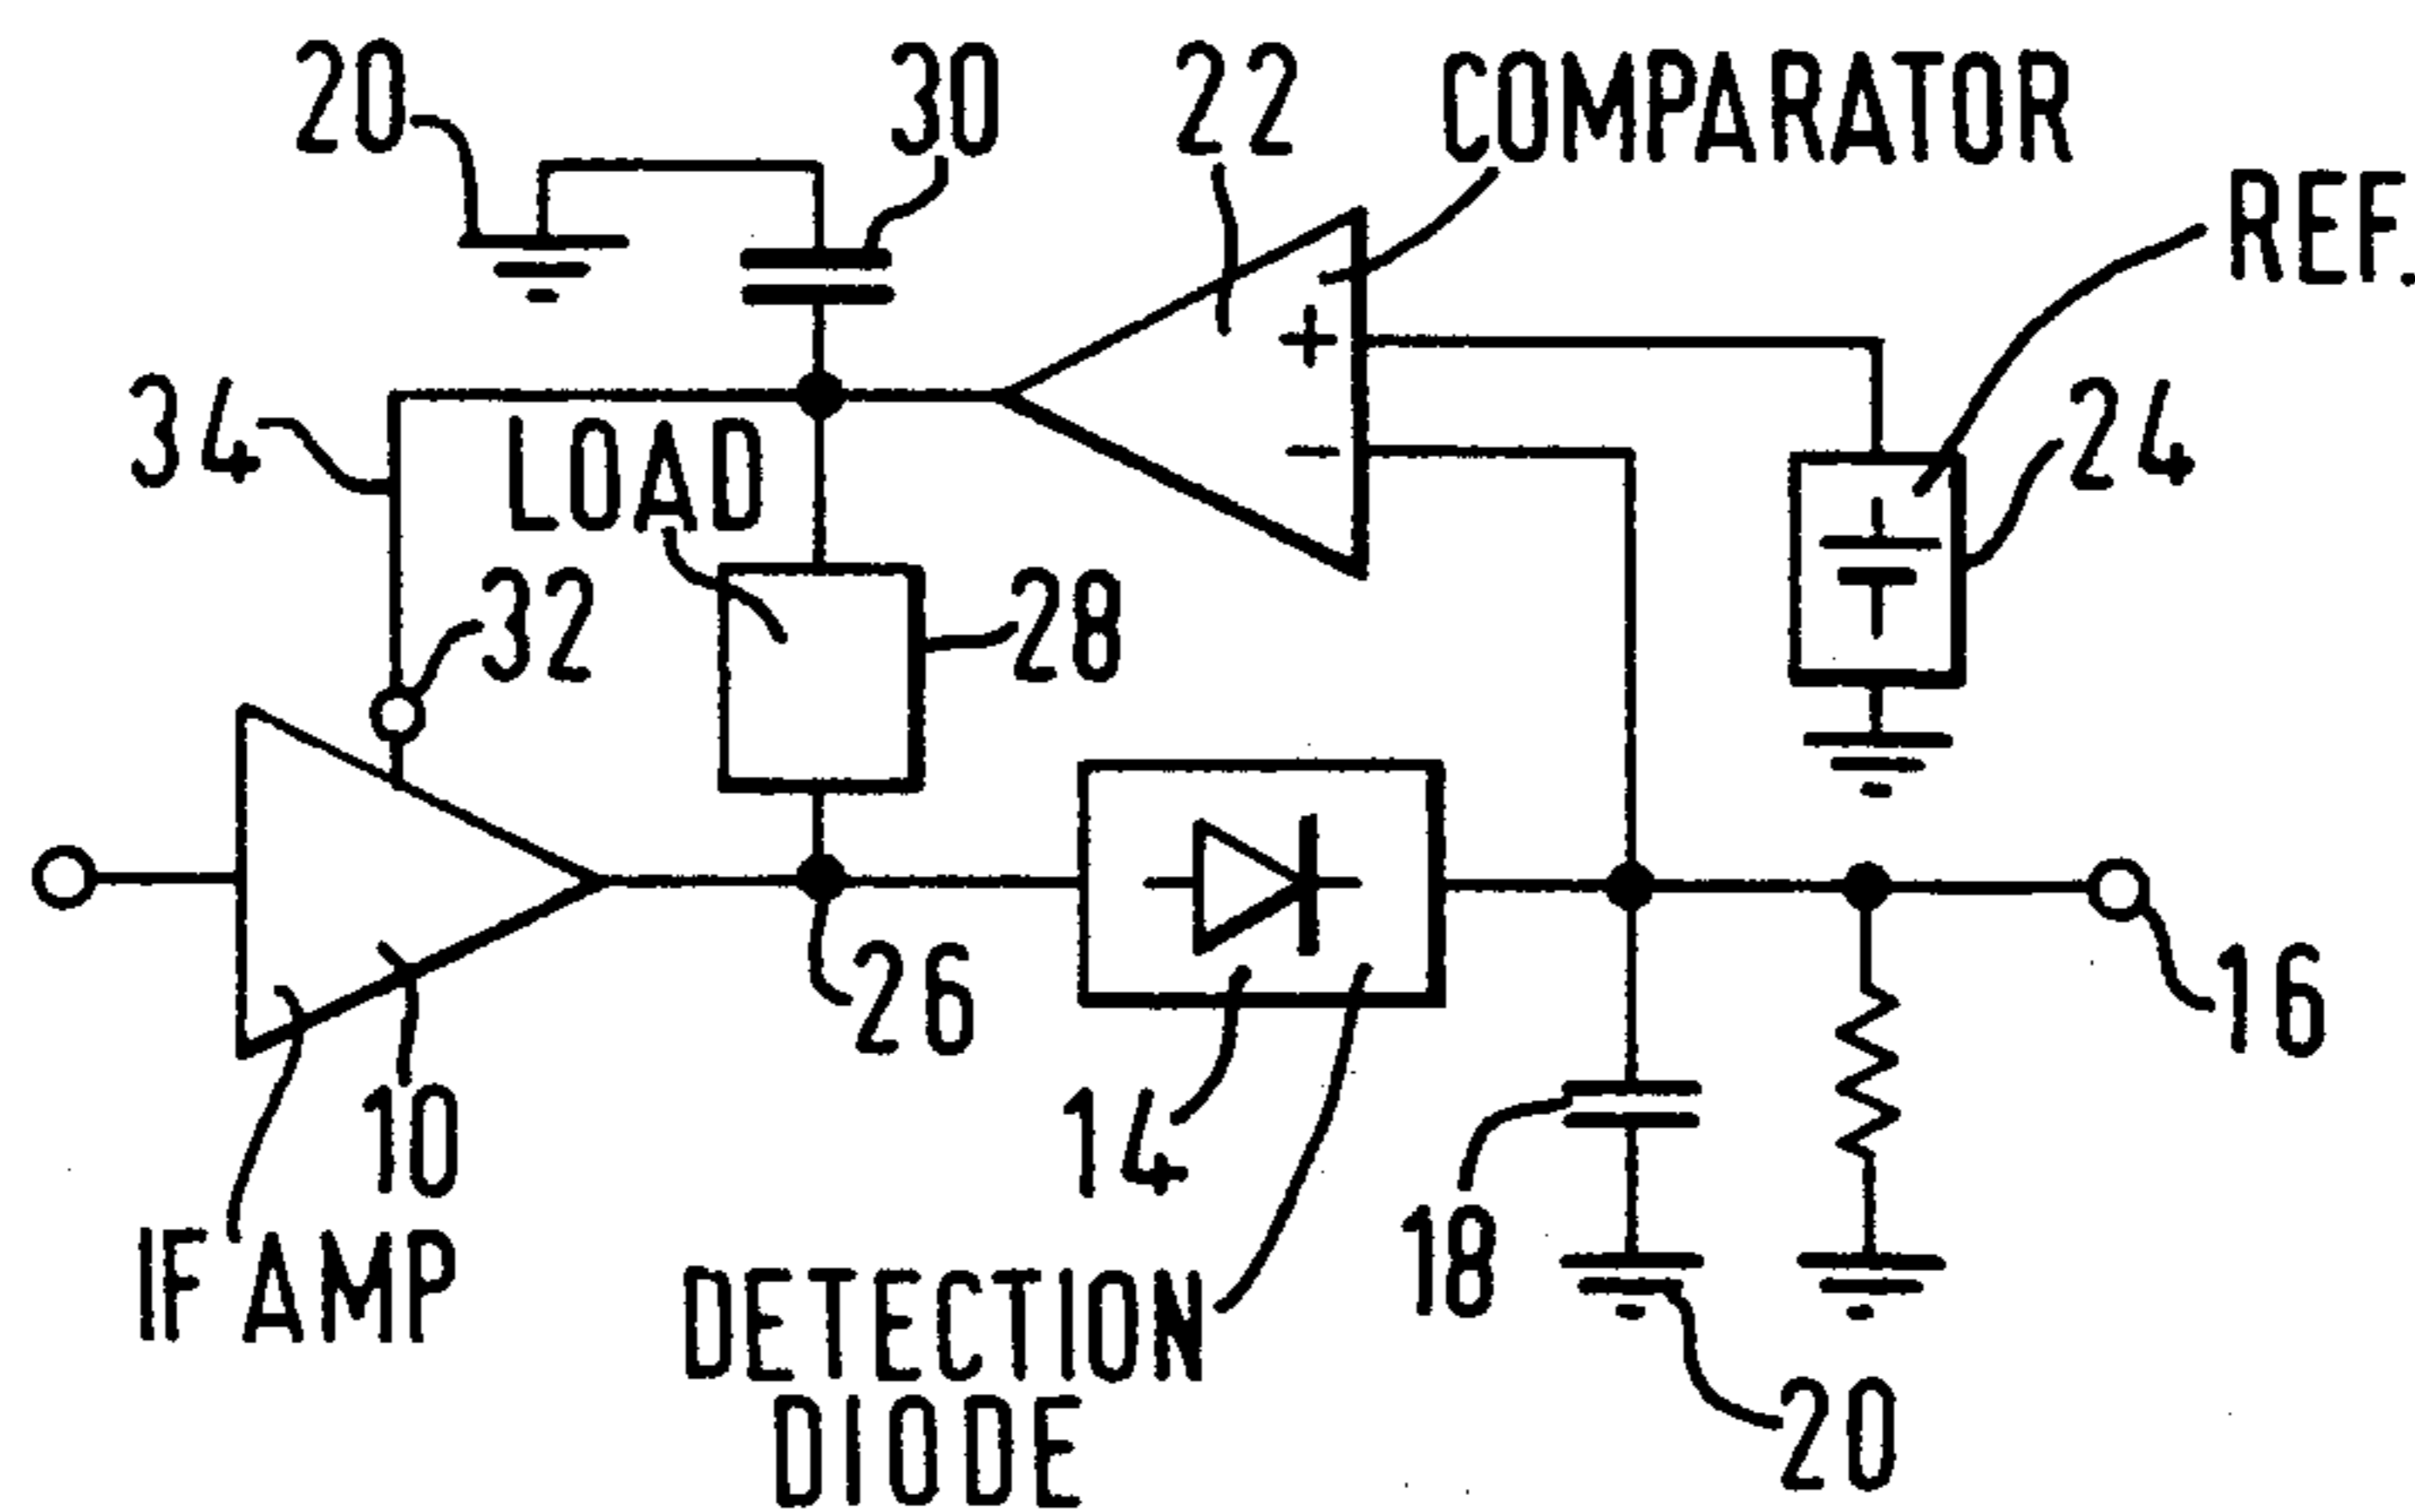 20
30
22
COMPARATOR
REF.
34
LOAD
24
+
-
32
28
26
16
10
14
IF AMP
18
DETECTION
DIODE
20